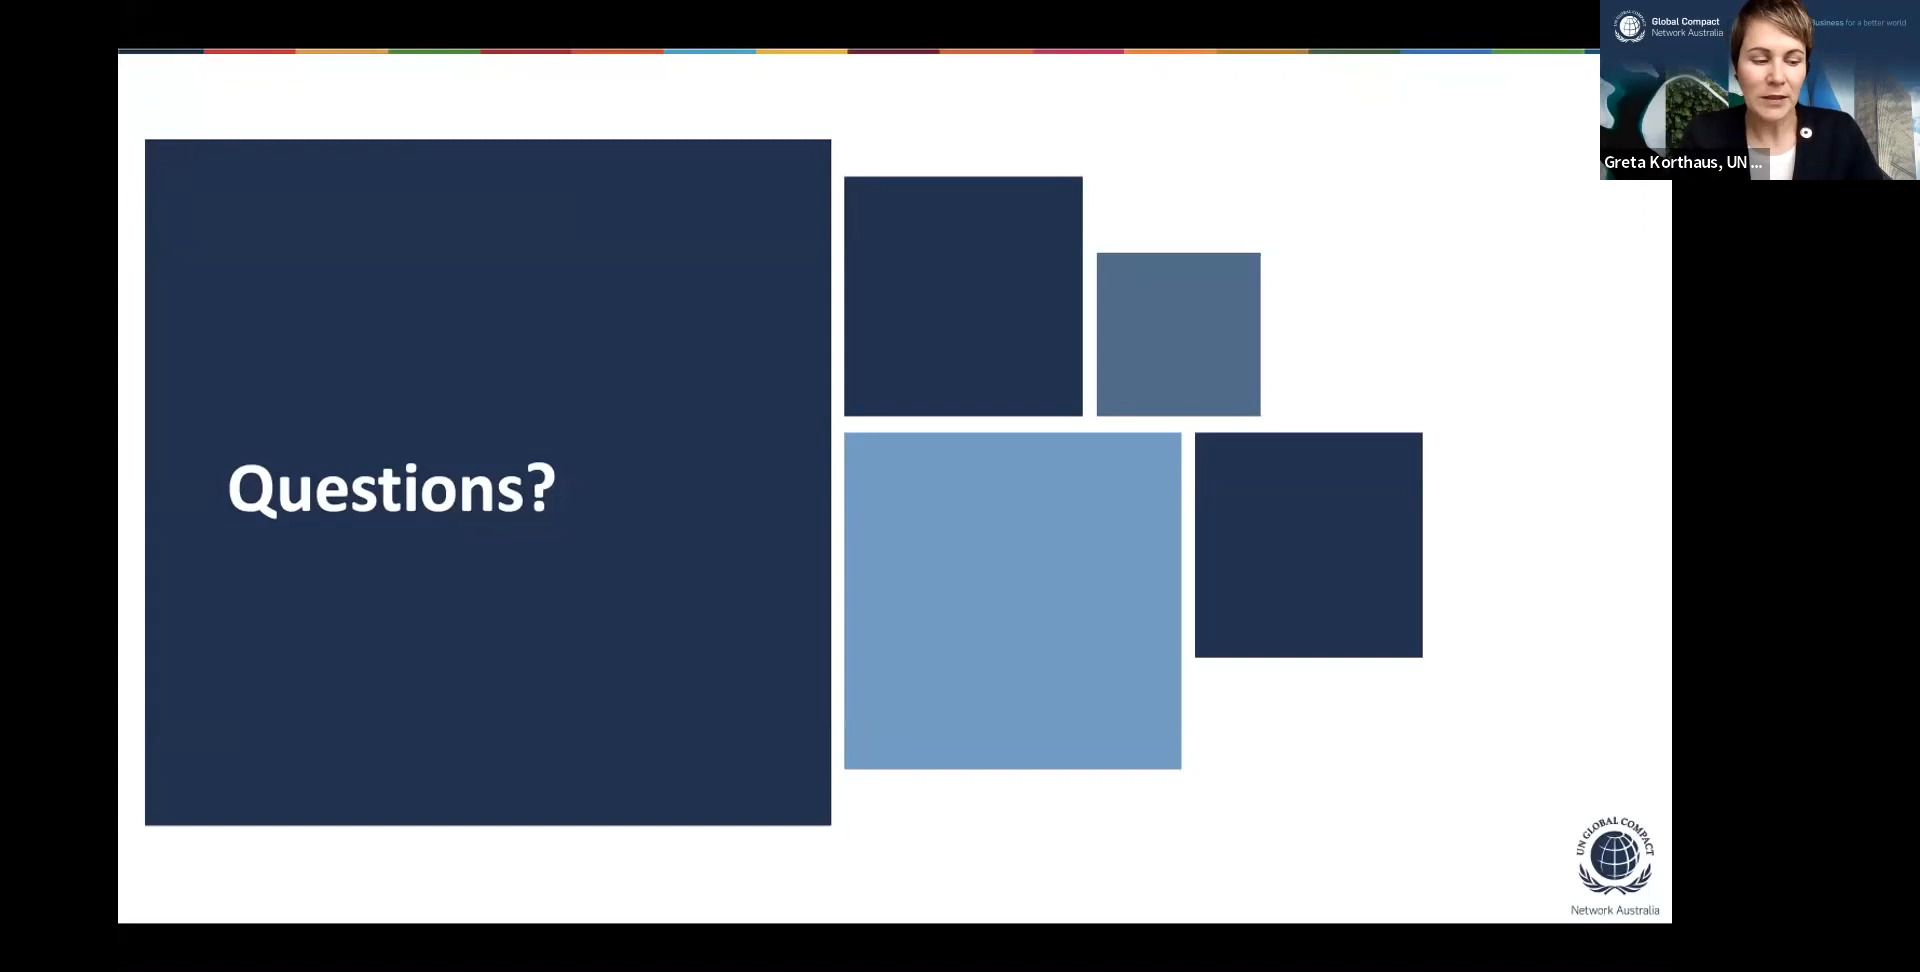 Global Compact
Network Australia
Business for a better world
Greta Korthaus, UN ...
Questions?
UN GLOBAL COMPACT
Network Australia